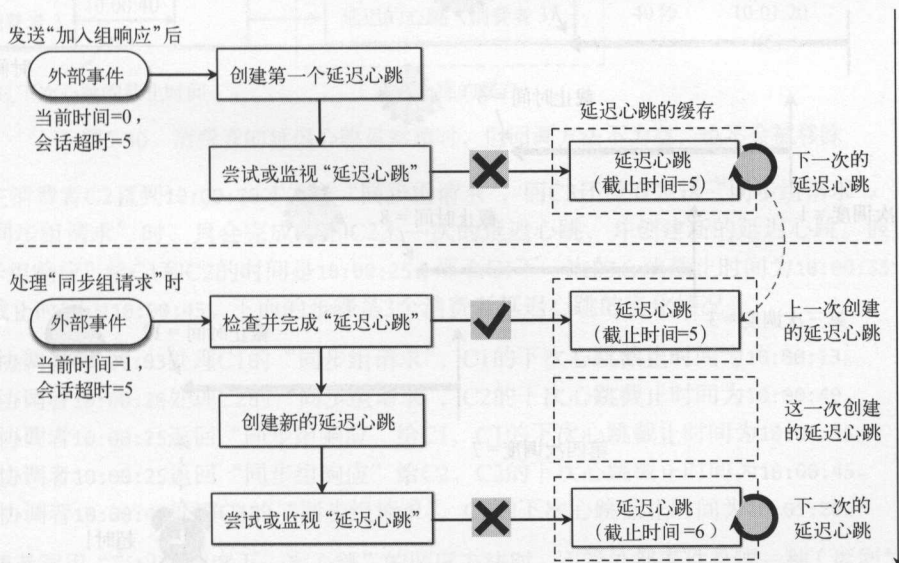 发送“加入组响应”后
外部事件
当前时间=0，
会话超时=5
创建第一个延迟心跳
尝试或监视“延迟心跳”
延迟心跳的缓存
延迟心跳
（截止时间=5）
下一次的
延迟心跳
处理“同步组请求”时
外部事件
当前时间=1，
会话超时=5
检查并完成“延迟心跳”
延迟心跳
（截止时间=5）
上一次创建
的延迟心跳
创建新的延迟心跳
这一次创建
的延迟心跳
尝试或监视“延迟心跳”
延迟心跳
（截止时间=6）
下一次的
延迟心跳